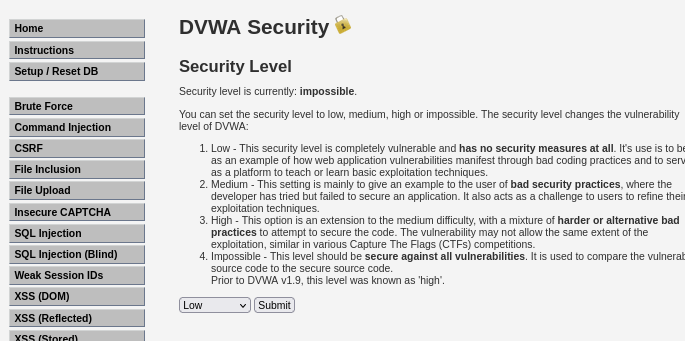 Home
Instructions
Setup / Reset DB
Brute Force
Command Injection
CSRF
File Inclusion
File Upload
Insecure CAPTCHA
SQL Injection
SQL Injection (Blind)
Weak Session IDs
XSS (DOM)
XSS (Reflected)
XSS (Stored)
DVWA Security
Security Level
Security level is currently: impossible.
You can set the security level to low, medium, high or impossible. The security level changes the vulnerability
level of DVWA:
1. Low - This security level is completely vulnerable and has no security measures at all. It's use is to be
as an example of how web application vulnerabilities manifest through bad coding practices and to serv
as a platform to teach or learn basic exploitation techniques.
2. Medium - This setting is mainly to give an example to the user of bad security practices, where the
developer has tried but failed to secure an application. It also acts as a challenge to users to refine their
exploitation techniques.
3. High - This option is an extension to the medium difficulty, with a mixture of harder or alternative bad
practices to attempt to secure the code. The vulnerability may not allow the same extent of the
exploitation, similar in various Capture The Flags (CTFs) competitions.
4. Impossible - This level should be secure against all vulnerabilities. It is used to compare the vulnerab
source code to the secure source code.
Prior to DVWA v1.9, this level was known as 'high'.
Low
Submit